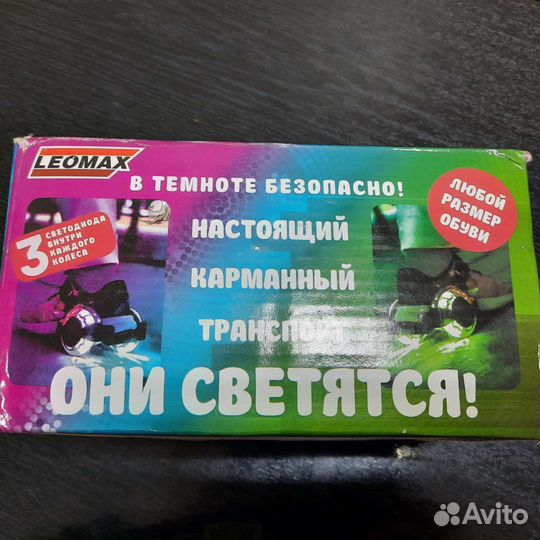 LEOMAX
В ТЕМНОТЕ БЕЗОПАСНО!
3 СВЕТОДИОДА
ВНУТРИ
КАЖДОГО
КОЛЕСА
НАСТОЯЩИЙ
КАРМАННЫЙ
ТРАНСПОРТ
ЛЮБОЙ
РАЗМЕР
ОБУВИ
ОНИ СВЕТЯТСЯ!
Avito